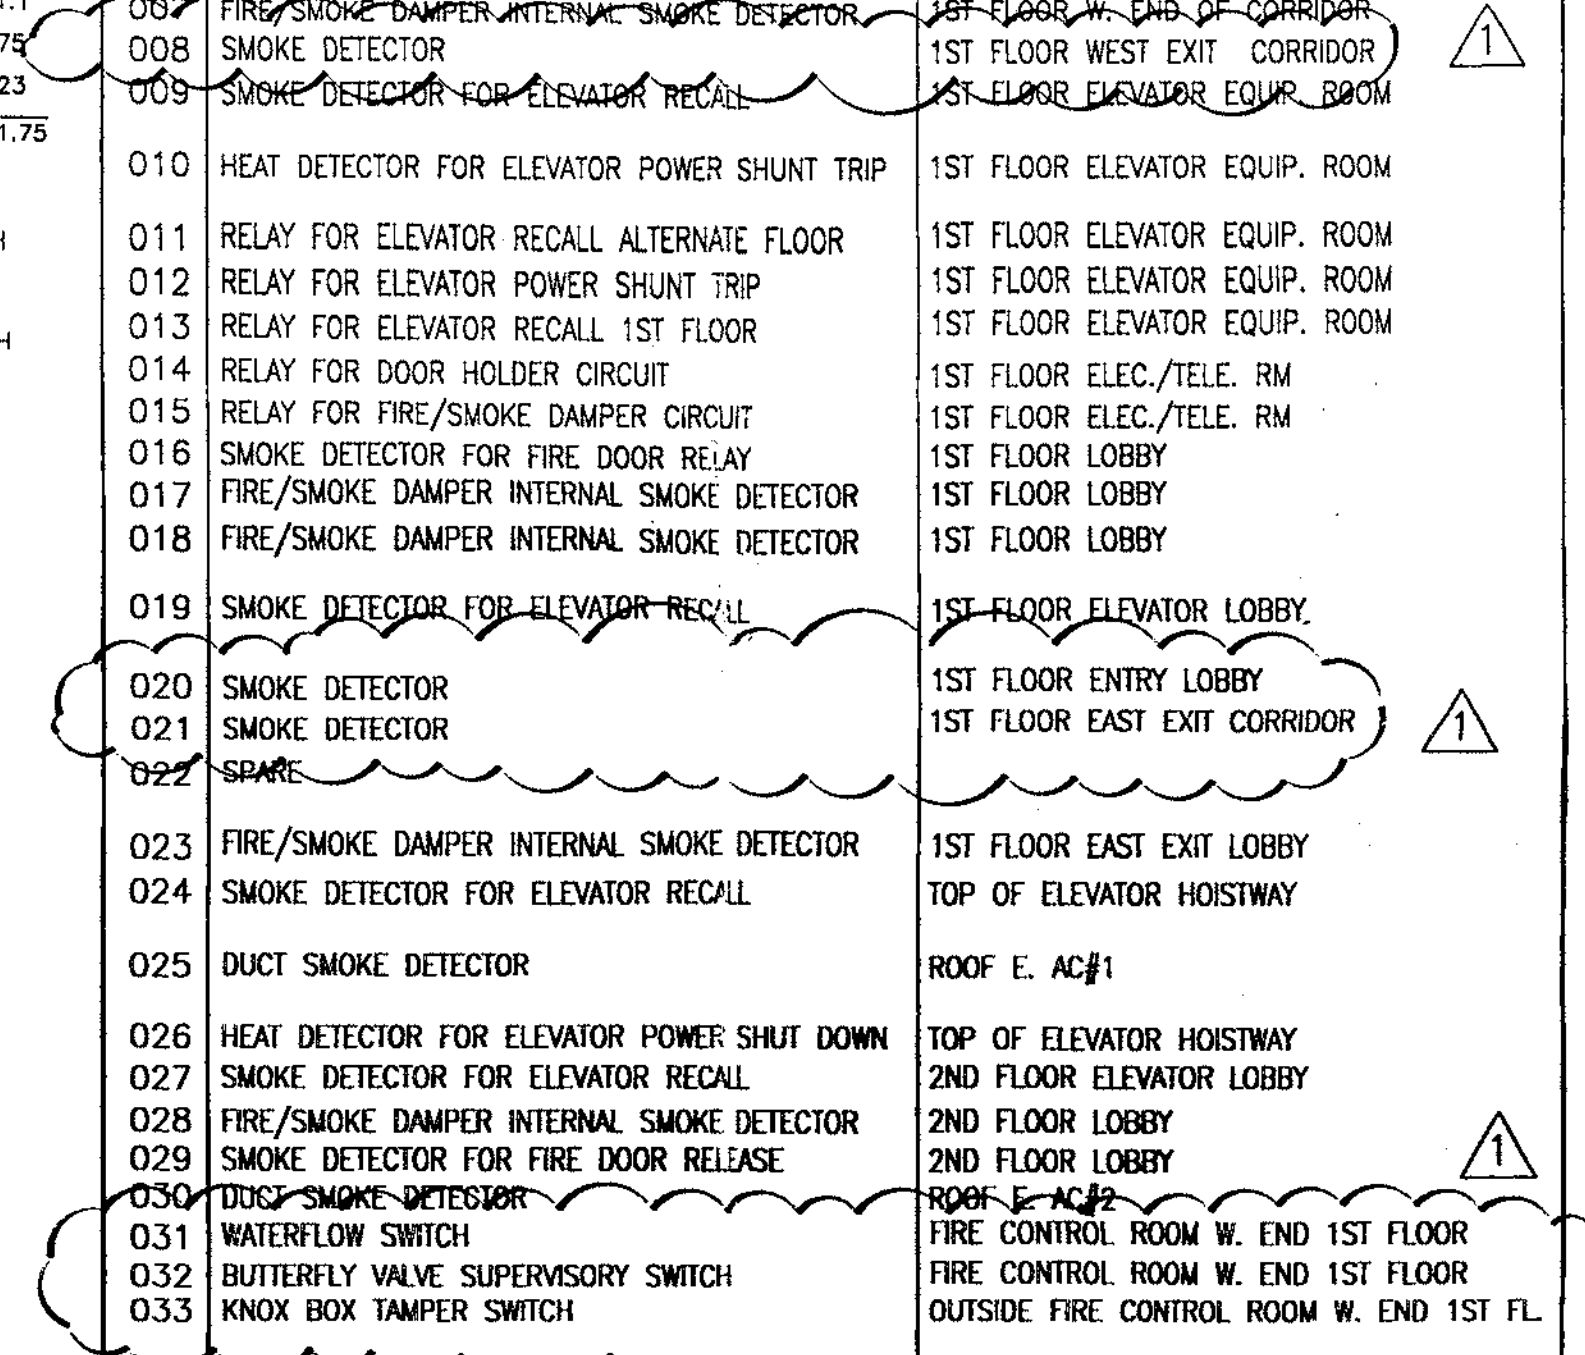 .1
007 FIRE/SMOKE DAMPER INTERNAL SMOKE DETECTOR 1ST FLOOR W. END OF CORRIDOR
75 008 SMOKE DETECTOR 1ST FLOOR WEST EXIT CORRIDOR 1
23 009 SMOKE DETECTOR FOR ELEVATOR RECALL 1ST FLOOR ELEVATOR EQUIP. ROOM
1.75
010 HEAT DETECTOR FOR ELEVATOR POWER SHUNT TRIP 1ST FLOOR ELEVATOR EQUIP. ROOM
011 RELAY FOR ELEVATOR RECALL ALTERNATE FLOOR 1ST FLOOR ELEVATOR EQUIP. ROOM
012 RELAY FOR ELEVATOR POWER SHUNT TRIP 1ST FLOOR ELEVATOR EQUIP. ROOM
013 RELAY FOR ELEVATOR RECALL 1ST FLOOR 1ST FLOOR ELEVATOR EQUIP. ROOM
014 RELAY FOR DOOR HOLDER CIRCUIT 1ST FLOOR ELEC./TELE. RM
015 RELAY FOR FIRE/SMOKE DAMPER CIRCUIT 1ST FLOOR ELEC./TELE. RM
016 SMOKE DETECTOR FOR FIRE DOOR RELAY 1ST FLOOR LOBBY
017 FIRE/SMOKE DAMPER INTERNAL SMOKE DETECTOR 1ST FLOOR LOBBY
018 FIRE/SMOKE DAMPER INTERNAL SMOKE DETECTOR 1ST FLOOR LOBBY
019 SMOKE DETECTOR FOR ELEVATOR RECALL 1ST FLOOR ELEVATOR LOBBY.
020 SMOKE DETECTOR 1ST FLOOR ENTRY LOBBY
021 SMOKE DETECTOR 1ST FLOOR EAST EXIT CORRIDOR 1
022 SPARE
023 FIRE/SMOKE DAMPER INTERNAL SMOKE DETECTOR 1ST FLOOR EAST EXIT LOBBY
024 SMOKE DETECTOR FOR ELEVATOR RECALL TOP OF ELEVATOR HOISTWAY
025 DUCT SMOKE DETECTOR ROOF E. AC#1
026 HEAT DETECTOR FOR ELEVATOR POWER SHUT DOWN TOP OF ELEVATOR HOISTWAY
027 SMOKE DETECTOR FOR ELEVATOR RECALL 2ND FLOOR ELEVATOR LOBBY
028 FIRE/SMOKE DAMPER INTERNAL SMOKE DETECTOR 2ND FLOOR LOBBY
029 SMOKE DETECTOR FOR FIRE DOOR RELEASE 2ND FLOOR LOBBY 1
030 DUCT SMOKE DETECTOR ROOF E. AC#2
031 WATERFLOW SWITCH FIRE CONTROL ROOM W. END 1ST FLOOR
032 BUTTERFLY VALVE SUPERVISORY SWITCH FIRE CONTROL ROOM W. END 1ST FLOOR
033 KNOX BOX TAMPER SWITCH OUTSIDE FIRE CONTROL ROOM W. END 1ST FL